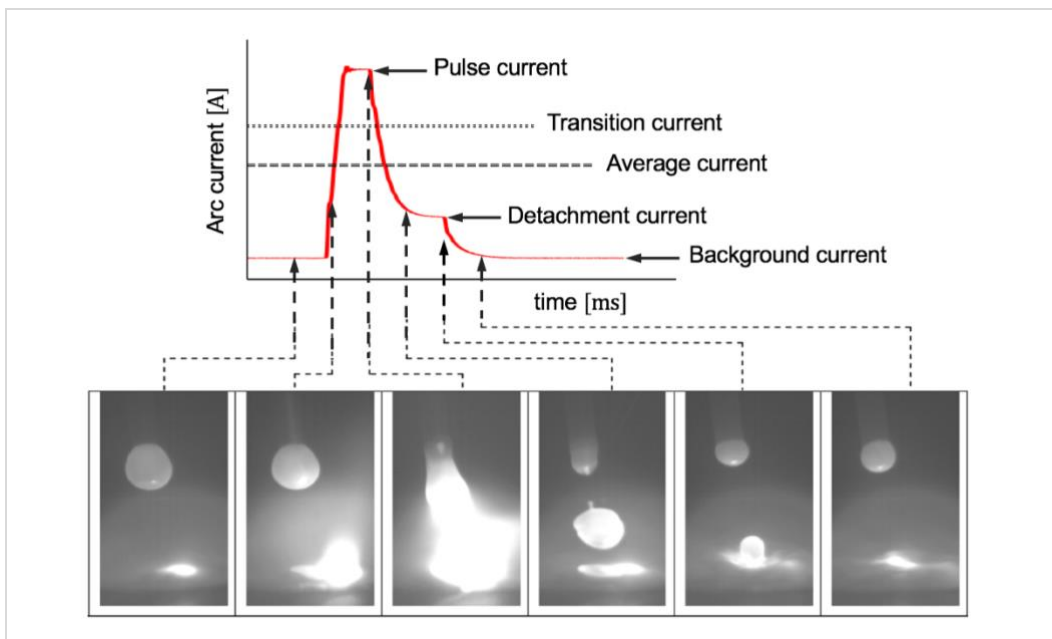 Arc current [A]
Pulse current
Transition current
Average current
Detachment current
Background current
time [ms]